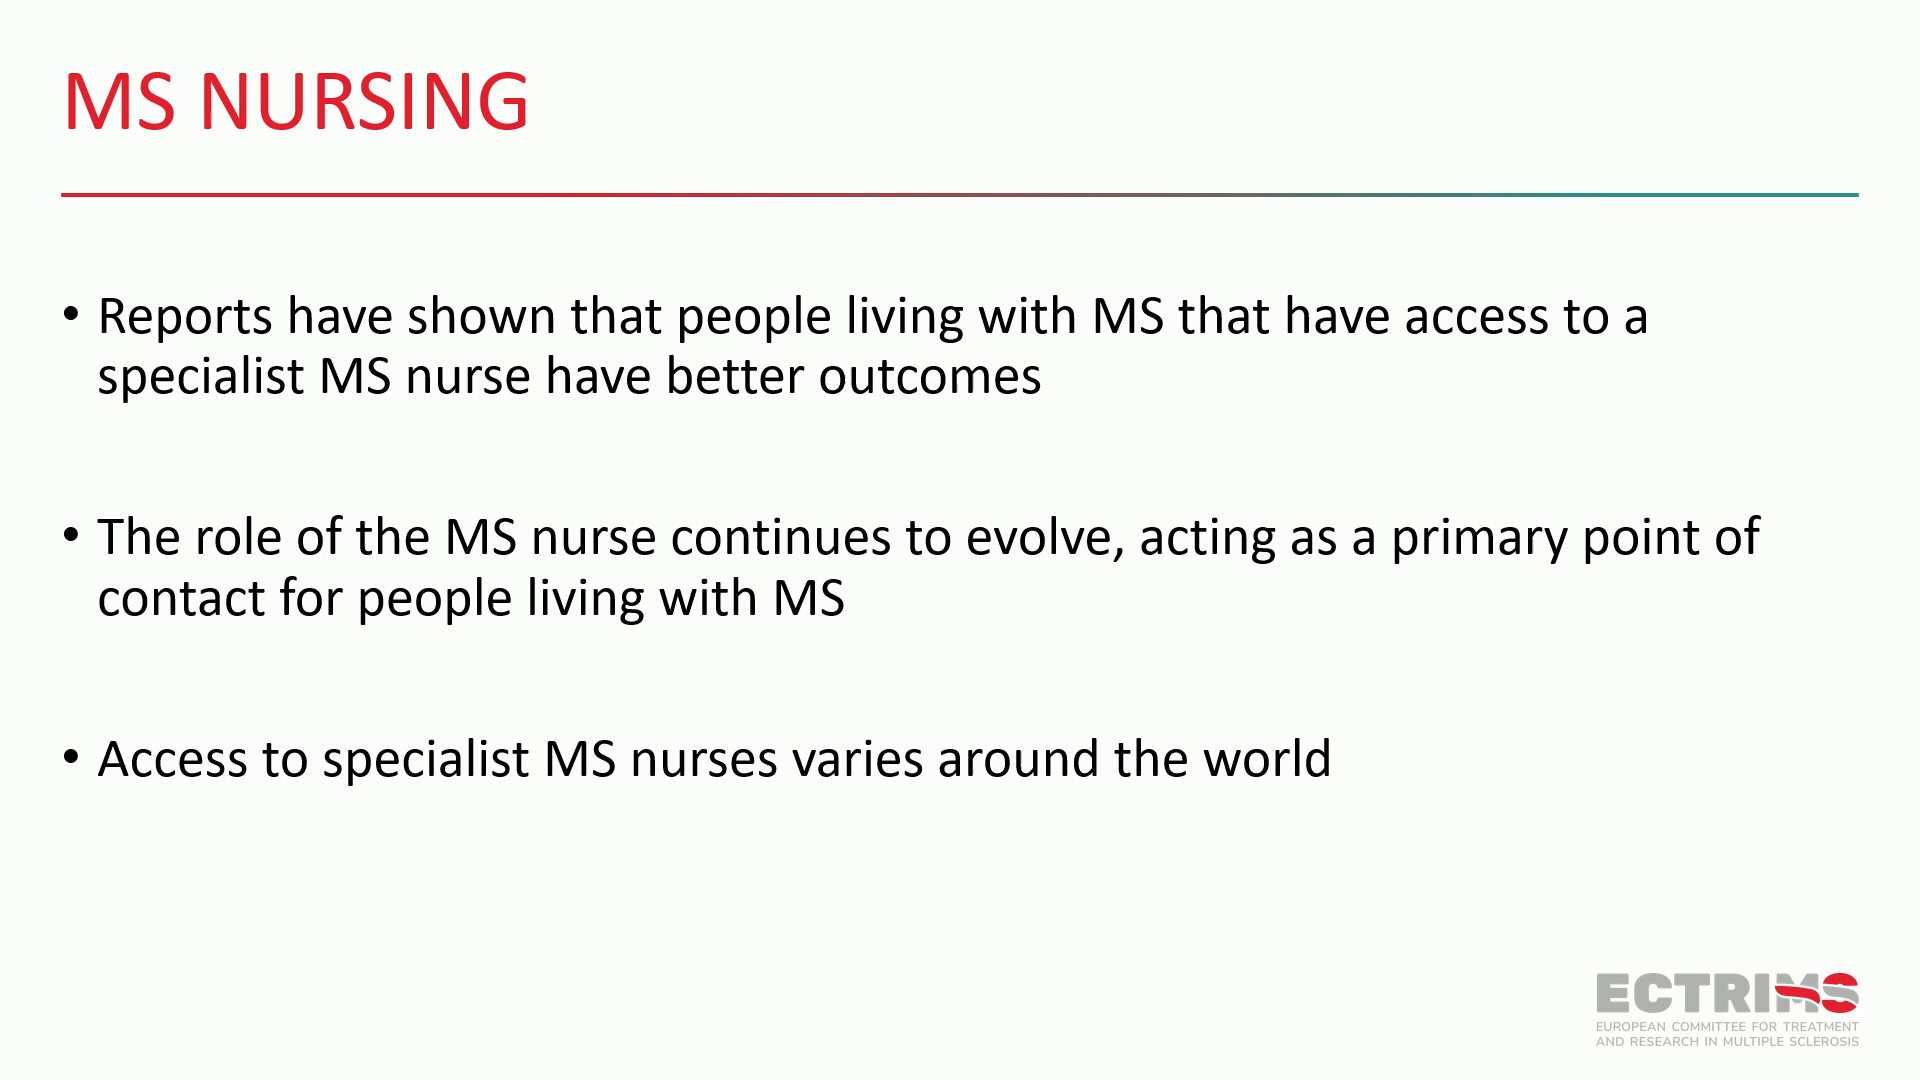 MS NURSING
• Reports have shown that people living with MS that have access to a
specialist MS nurse have better outcomes
• The role of the MS nurse continues to evolve, acting as a primary point of
contact for people living with MS
• Access to specialist MS nurses varies around the world
ECTRIMS
EUROPEAN COMMITTEE FOR TREATMENT
AND RESEARCH IN MULTIPLE SCLEROSIS